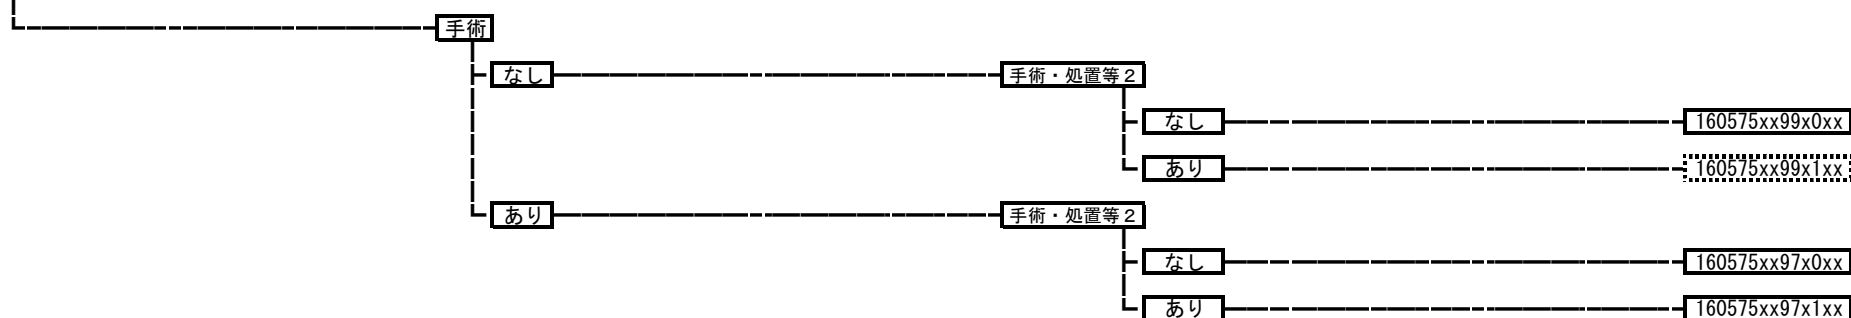 手術
なし 手術・処置等２
なし 160575xx99x0xx
あり 160575xx99x1xx
あり 手術・処置等２
なし 160575xx97x0xx
あり 160575xx97x1xx